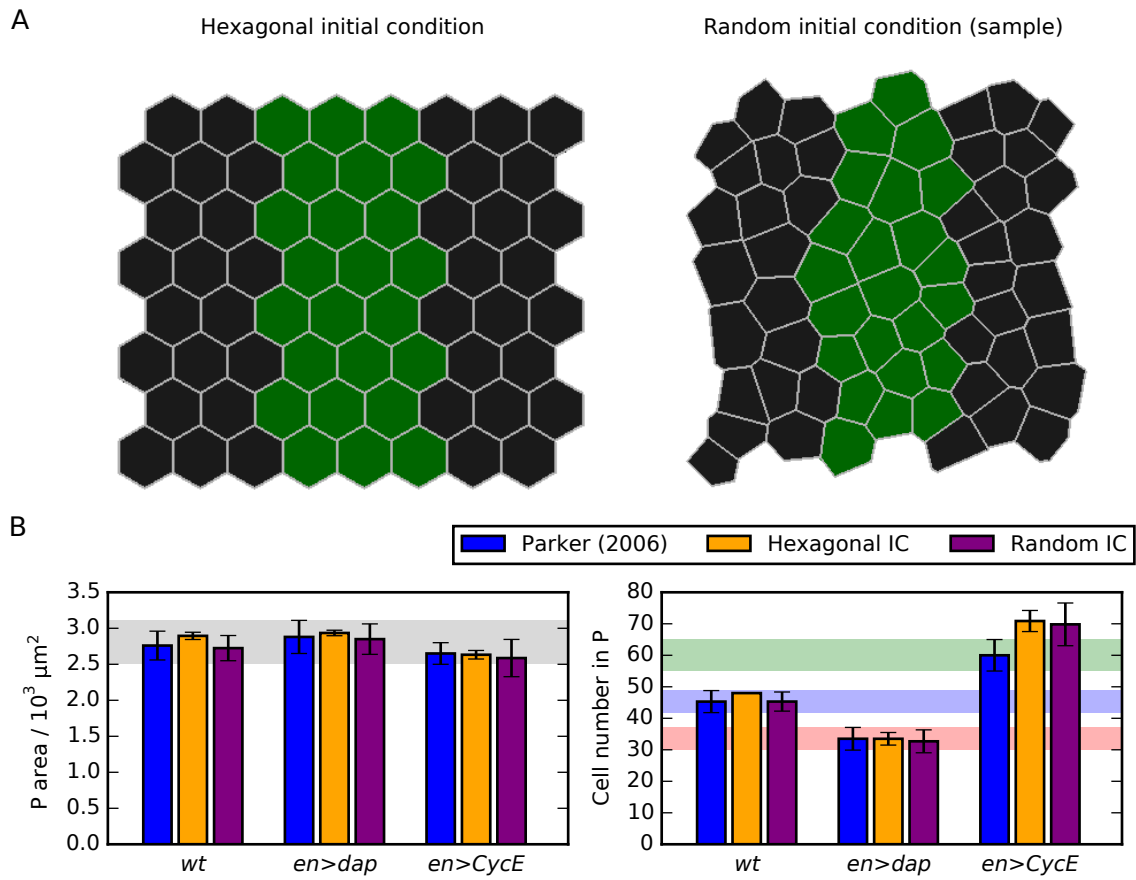 A
Hexagonal initial condition
Random initial condition (sample)
B
Parker (2006)
Hexagonal IC
Random IC
P area / 10³ μm²
3.5
3.0
2.5
2.0
1.5
1.0
0.5
0.0
wt
en>dap
en>CycE
Cell number in P
80
70
60
50
40
30
20
10
0
wt
en>dap
en>CycE